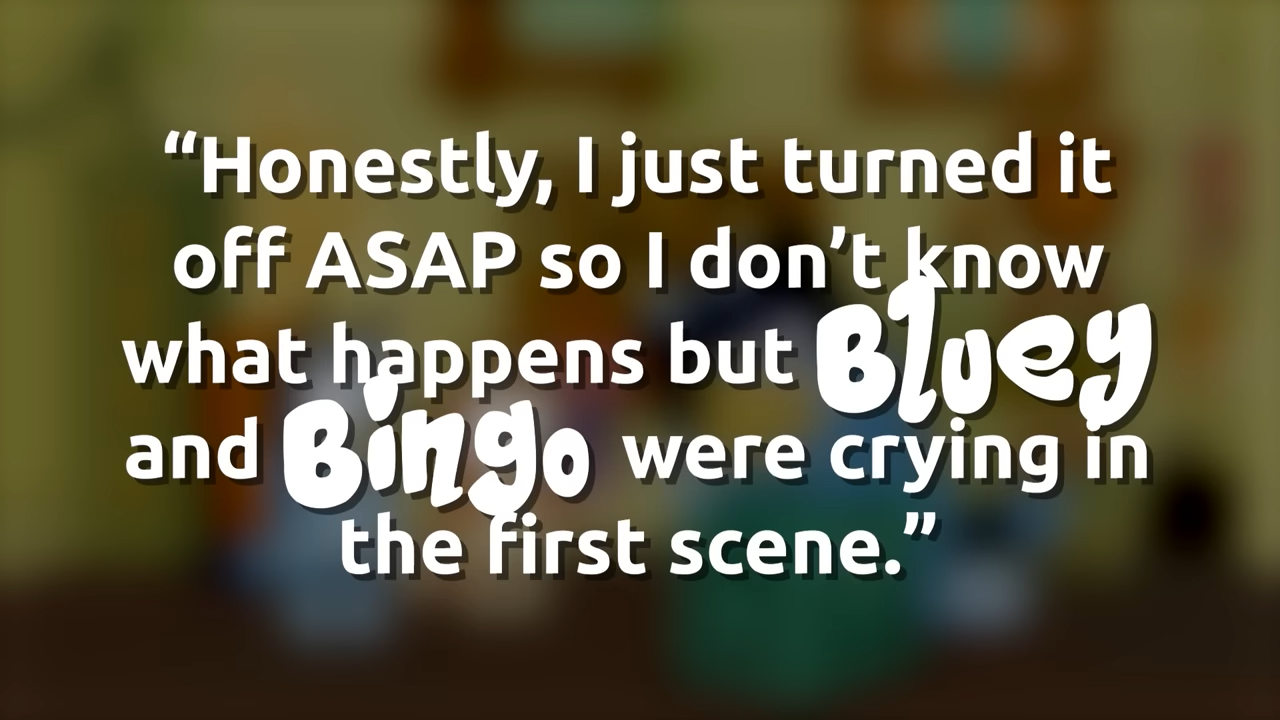 “Honestly, I just turned it
off ASAP so I don’t know
what happens but Bluey
and Bingo were crying in
the first scene.”